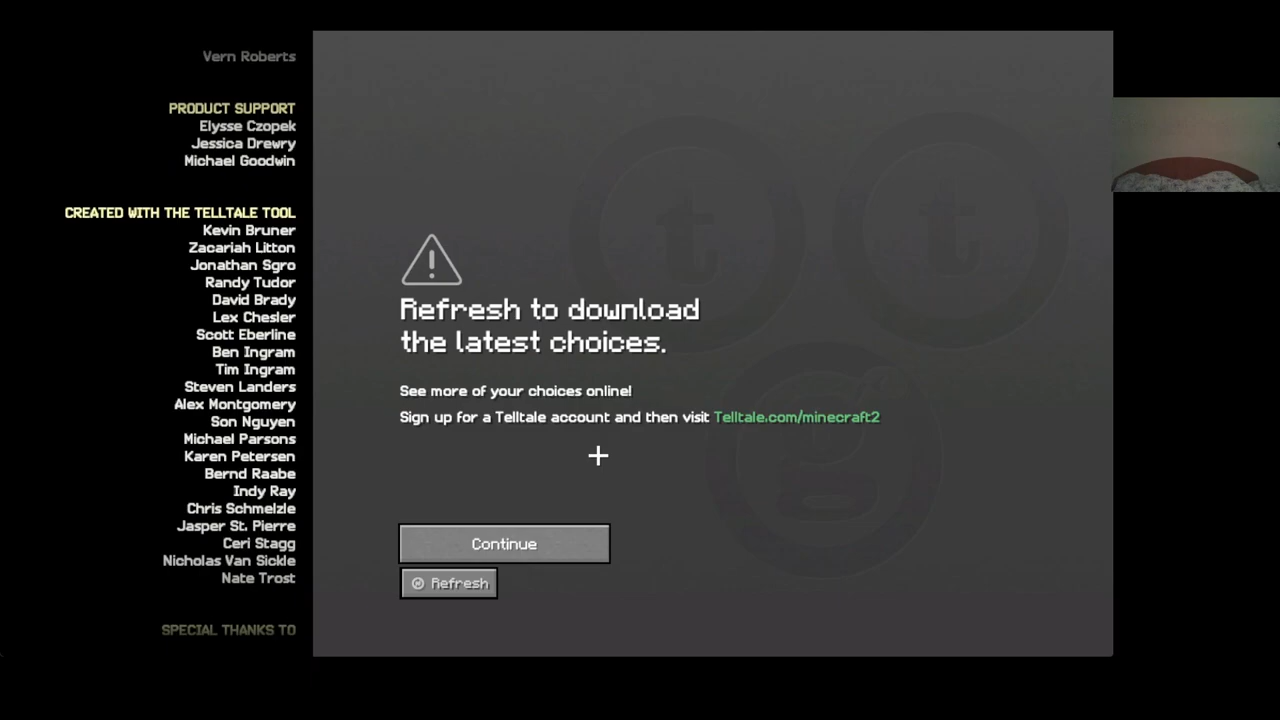 Vern Roberts
PRODUCT SUPPORT
Elysse Czopek
Jessica Drewry
Michael Goodwin
CREATED WITH THE TELLTALE TOOL
Kevin Bruner
Zacariah Litton
Jonathan Sgro
Randy Tudor
David Brady
Lex Chesler
Scott Eberline
Ben Ingram
Tim Ingram
Steven Landers
Alex Montgomery
Son Nguyen
Michael Parsons
Karen Petersen
Bernd Raabe
Indy Ray
Chris Schmelzle
Jasper St. Pierre
Ceri Stagg
Nicholas Van Sickle
Nate Trost
SPECIAL THANKS TO
t t
g
Refresh to download
the latest choices.
See more of your choices online!
Sign up for a Telltale account and then visit Telltale.com/minecraft2
Continue
Refresh